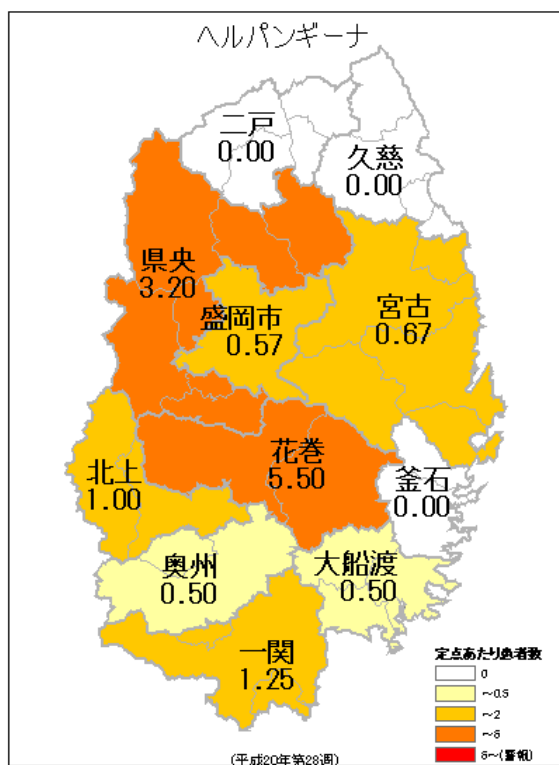 ヘルパンギーナ
二戸
0.00
久慈
0.00
県央
3.20
盛岡市
0.57
宮古
0.67
花巻
5.50
北上
1.00
釜石
0.00
奥州
0.50
大船渡
0.50
一関
1.25
定点あたり患者数
0
～0.5
～2
～6
6～(警報)
(平成20年第28週)